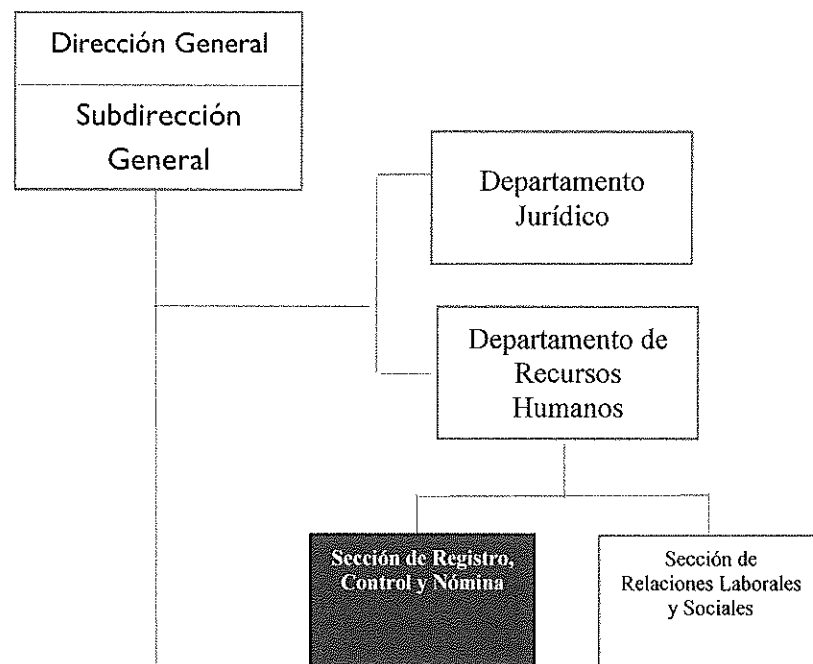 Dirección General
Subdirección
General
Departamento
Jurídico
Departamento de
Recursos
Humanos
Sección de Registro,
Control y Nómina
Sección de
Relaciones Laborales
y Sociales